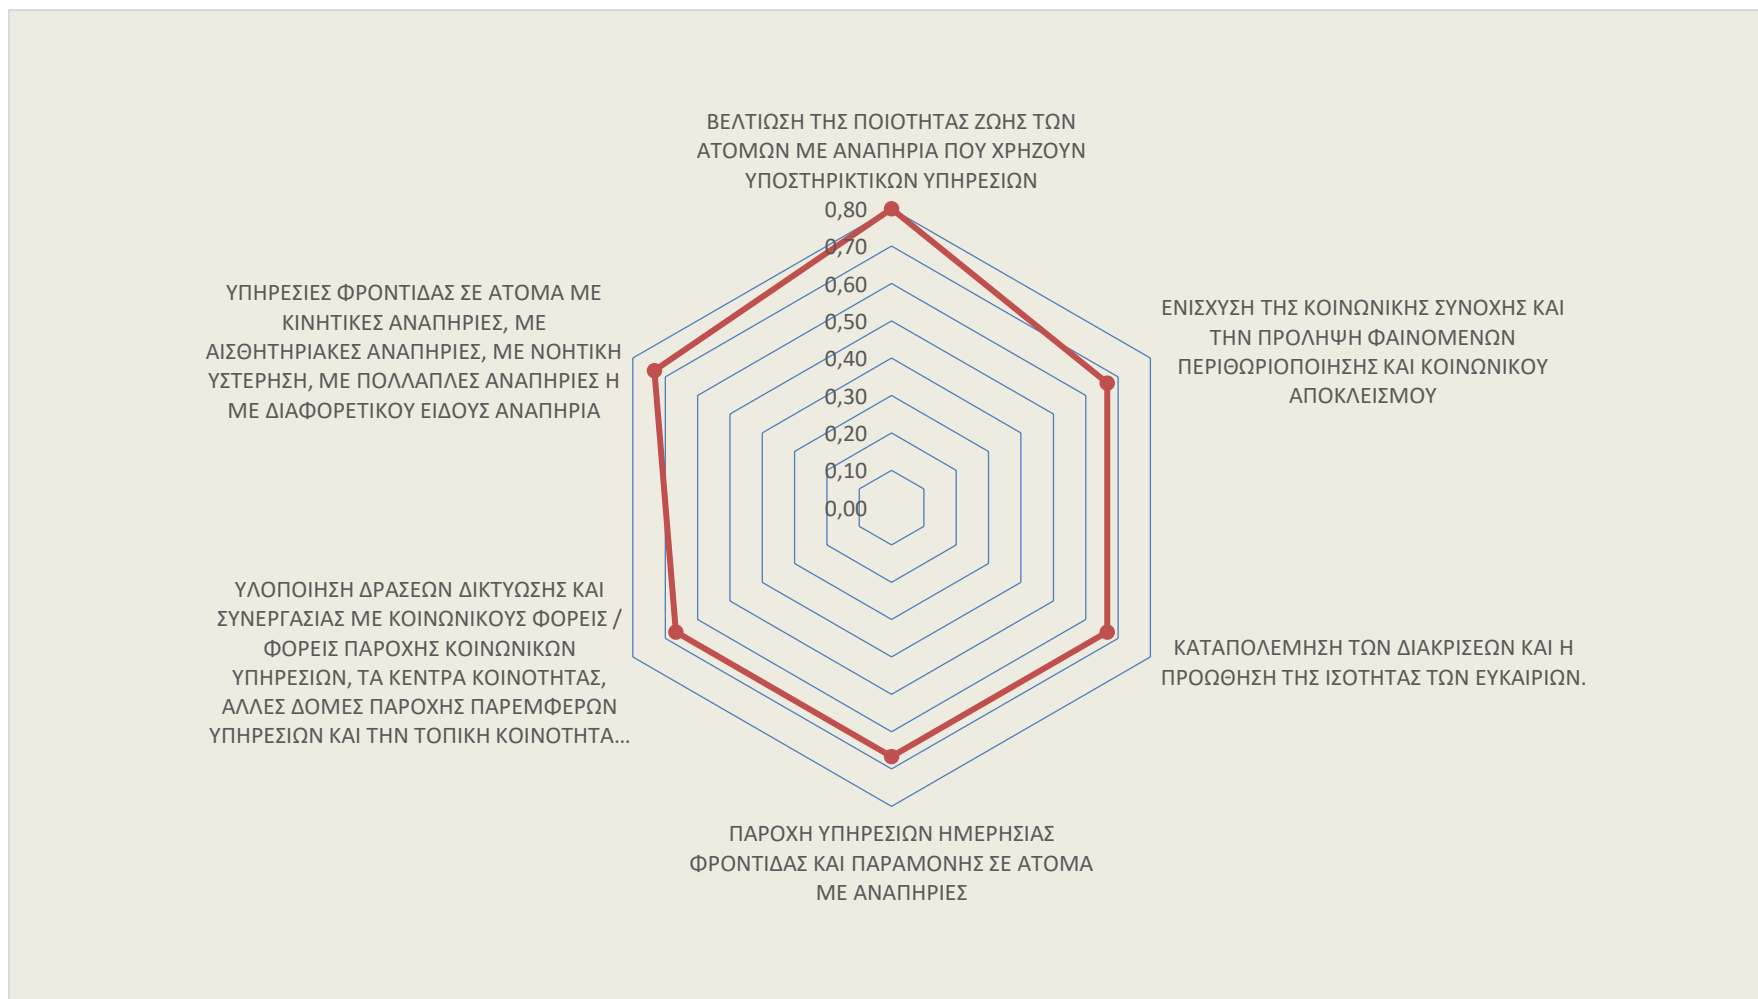 ΒΕΛΤΙΩΣΗ ΤΗΣ ΠΟΙΟΤΗΤΑΣ ΖΩΗΣ ΤΩΝ
ΑΤΟΜΩΝ ΜΕ ΑΝΑΠΗΡΙΑ ΠΟΥ ΧΡΗΖΟΥΝ
ΥΠΟΣΤΗΡΙΚΤΙΚΩΝ ΥΠΗΡΕΣΙΩΝ
0,80
0,70
0,60
0,50
0,40
0,30
0,20
0,10
0,00
ΕΝΙΣΧΥΣΗ ΤΗΣ ΚΟΙΝΩΝΙΚΗΣ ΣΥΝΟΧΗΣ ΚΑΙ
ΤΗΝ ΠΡΟΛΗΨΗ ΦΑΙΝΟΜΕΝΩΝ
ΠΕΡΙΘΩΡΙΟΠΟΙΗΣΗΣ ΚΑΙ ΚΟΙΝΩΝΙΚΟΥ
ΑΠΟΚΛΕΙΣΜΟΥ
ΚΑΤΑΠΟΛΕΜΗΣΗ ΤΩΝ ΔΙΑΚΡΙΣΕΩΝ ΚΑΙ Η
ΠΡΟΩΘΗΣΗ ΤΗΣ ΙΣΟΤΗΤΑΣ ΤΩΝ ΕΥΚΑΙΡΙΩΝ.
ΠΑΡΟΧΗ ΥΠΗΡΕΣΙΩΝ ΗΜΕΡΗΣΙΑΣ
ΦΡΟΝΤΙΔΑΣ ΚΑΙ ΠΑΡΑΜΟΝΗΣ ΣΕ ΑΤΟΜΑ
ΜΕ ΑΝΑΠΗΡΙΕΣ
ΥΛΟΠΟΙΗΣΗ ΔΡΑΣΕΩΝ ΔΙΚΤΥΩΣΗΣ ΚΑΙ
ΣΥΝΕΡΓΑΣΙΑΣ ΜΕ ΚΟΙΝΩΝΙΚΟΥΣ ΦΟΡΕΙΣ /
ΦΟΡΕΙΣ ΠΑΡΟΧΗΣ ΚΟΙΝΩΝΙΚΩΝ
ΥΠΗΡΕΣΙΩΝ, ΤΑ ΚΕΝΤΡΑ ΚΟΙΝΟΤΗΤΑΣ,
ΑΛΛΕΣ ΔΟΜΕΣ ΠΑΡΟΧΗΣ ΠΑΡΕΜΦΕΡΩΝ
ΥΠΗΡΕΣΙΩΝ ΚΑΙ ΤΗΝ ΤΟΠΙΚΗ ΚΟΙΝΟΤΗΤΑ...
ΥΠΗΡΕΣΙΕΣ ΦΡΟΝΤΙΔΑΣ ΣΕ ΑΤΟΜΑ ΜΕ
ΚΙΝΗΤΙΚΕΣ ΑΝΑΠΗΡΙΕΣ, ΜΕ
ΑΙΣΘΗΤΗΡΙΑΚΕΣ ΑΝΑΠΗΡΙΕΣ, ΜΕ ΝΟΗΤΙΚΗ
ΥΣΤΕΡΗΣΗ, ΜΕ ΠΟΛΛΑΠΛΕΣ ΑΝΑΠΗΡΙΕΣ Η
ΜΕ ΔΙΑΦΟΡΕΤΙΚΟΥ ΕΙΔΟΥΣ ΑΝΑΠΗΡΙΑ